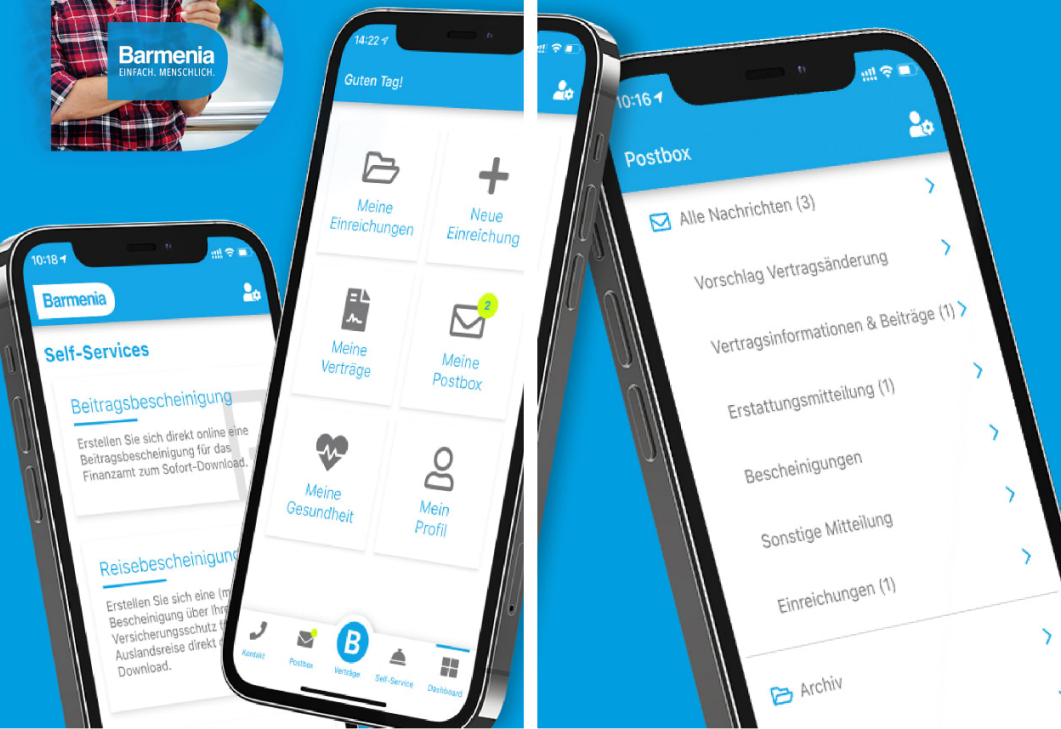 Barmenia
EINFACH. MENSCHLICH.
10:18
Barmenia
Self-Services
Beitragsbescheinigung
Erstellen Sie sich direkt online eine
Beitragsbescheinigung für das
Finanzamt zum Sofort-Download.
Reisebescheinigung
Erstellen Sie sich eine (m
Bescheinigung über Ihre
Versicherungsschutz f
Auslandsreise direkt
Download.
14:22
Guten Tag!
Meine
Einreichungen
Neue
Einreichung
Meine
Verträge
2
Meine
Postbox
Meine
Gesundheit
Mein
Profil
Kontakt
Postbox
B
Verträge
Self-Service
Dashboard
10:16
Postbox
Alle Nachrichten (3)
Vorschlag Vertragsänderung
Vertragsinformationen & Beiträge (1)
Erstattungsmitteilung (1)
Bescheinigungen
Sonstige Mitteilung
Einreichungen (1)
Archiv